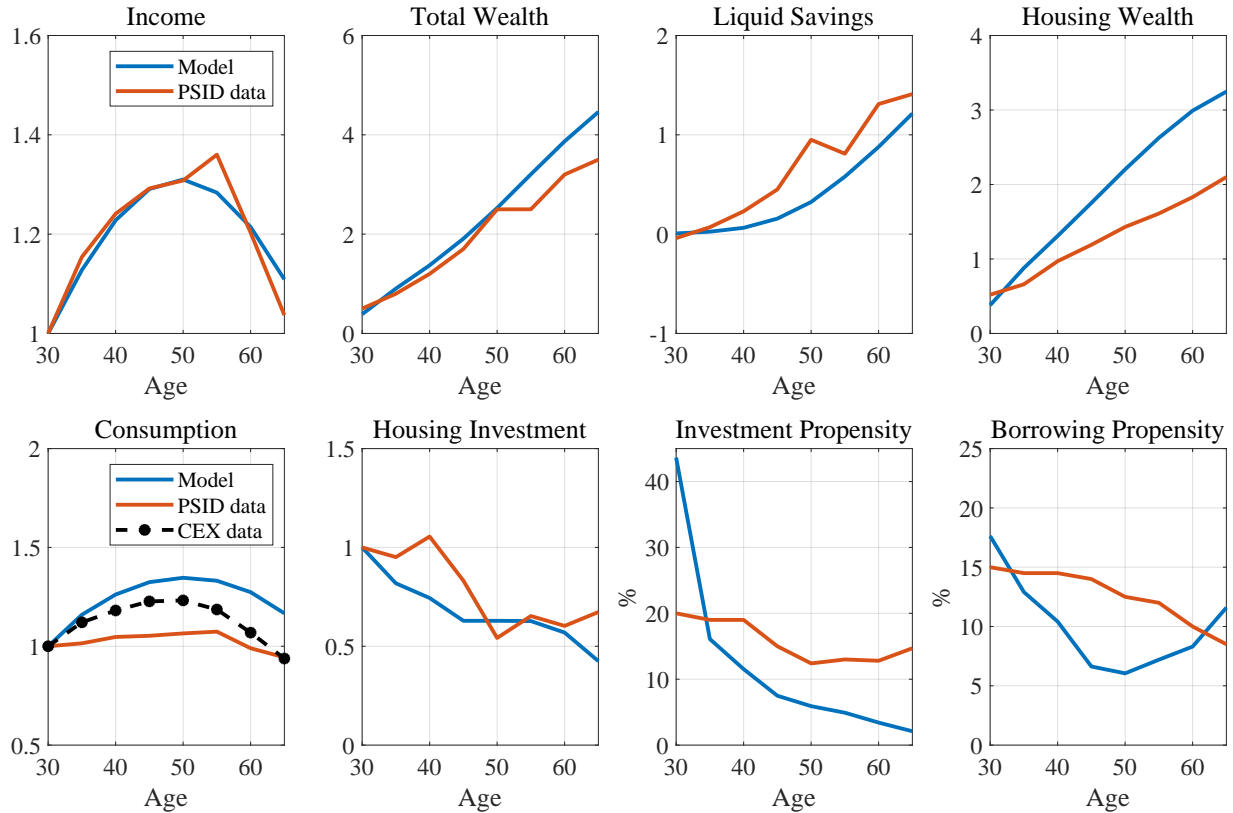 Income
1.6
1.4
1.2
1
30 40 50 60
Age
Model
PSID data
Total Wealth
6
4
2
0
30 40 50 60
Age
Liquid Savings
2
1
0
-1
30 40 50 60
Age
Housing Wealth
4
3
2
1
0
30 40 50 60
Age
Consumption
2
1.5
1
0.5
30 40 50 60
Age
Model
PSID data
CEX data
Housing Investment
1.5
1
0.5
0
30 40 50 60
Age
Investment Propensity
%
40
30
20
10
0
30 40 50 60
Age
Borrowing Propensity
%
25
20
15
10
5
0
30 40 50 60
Age